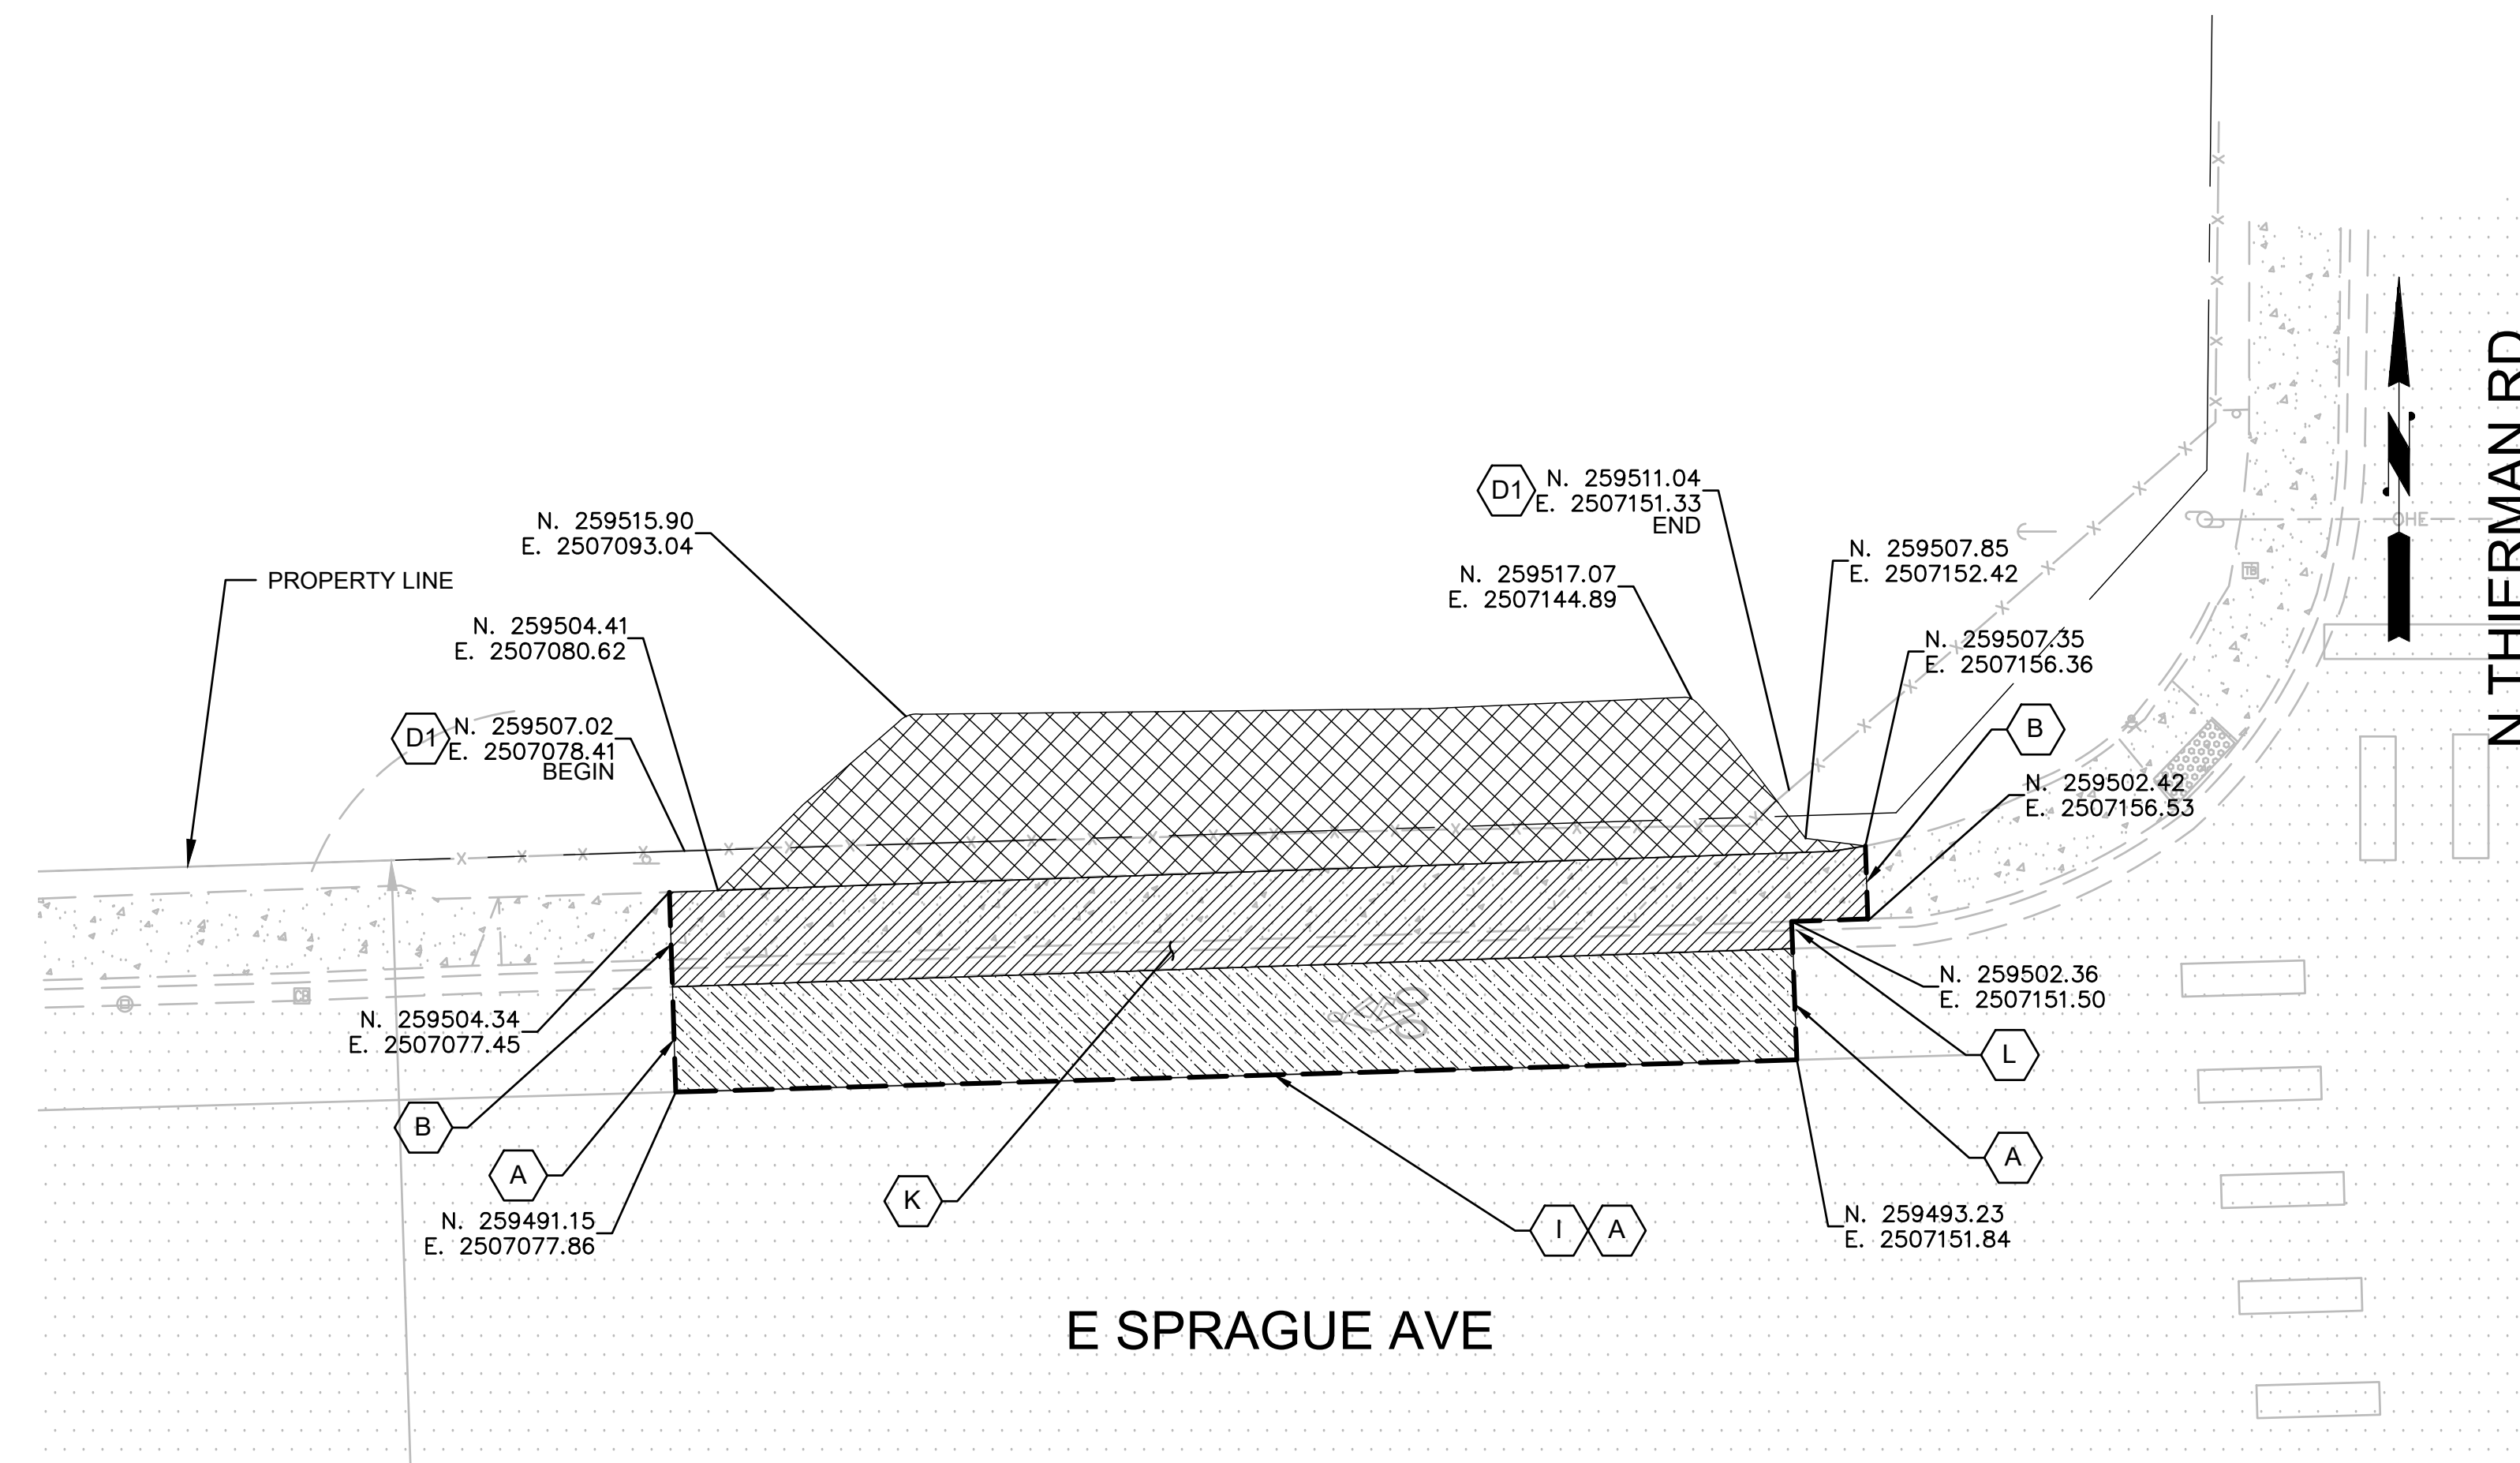 N THIERMAN RD
D1
N. 259511.04
E. 2507151.33
END
N. 259515.90
E. 2507093.04
OHE
N. 259507.85
E. 2507152.42
TB
PROPERTY LINE
N. 259517.07
E. 2507144.89
N. 259504.41
E. 2507080.62
N. 259507.35
E. 2507156.36
D1
N. 259507.02
E. 2507078.41
BEGIN
B
N. 259502.42
E. 2507156.53
N. 259502.36
E. 2507151.50
CB
N. 259504.34
E. 2507077.45
L
B
A
A
K
N. 259491.15
E. 2507077.86
I
A
N. 259493.23
E. 2507151.84
E SPRAGUE AVE